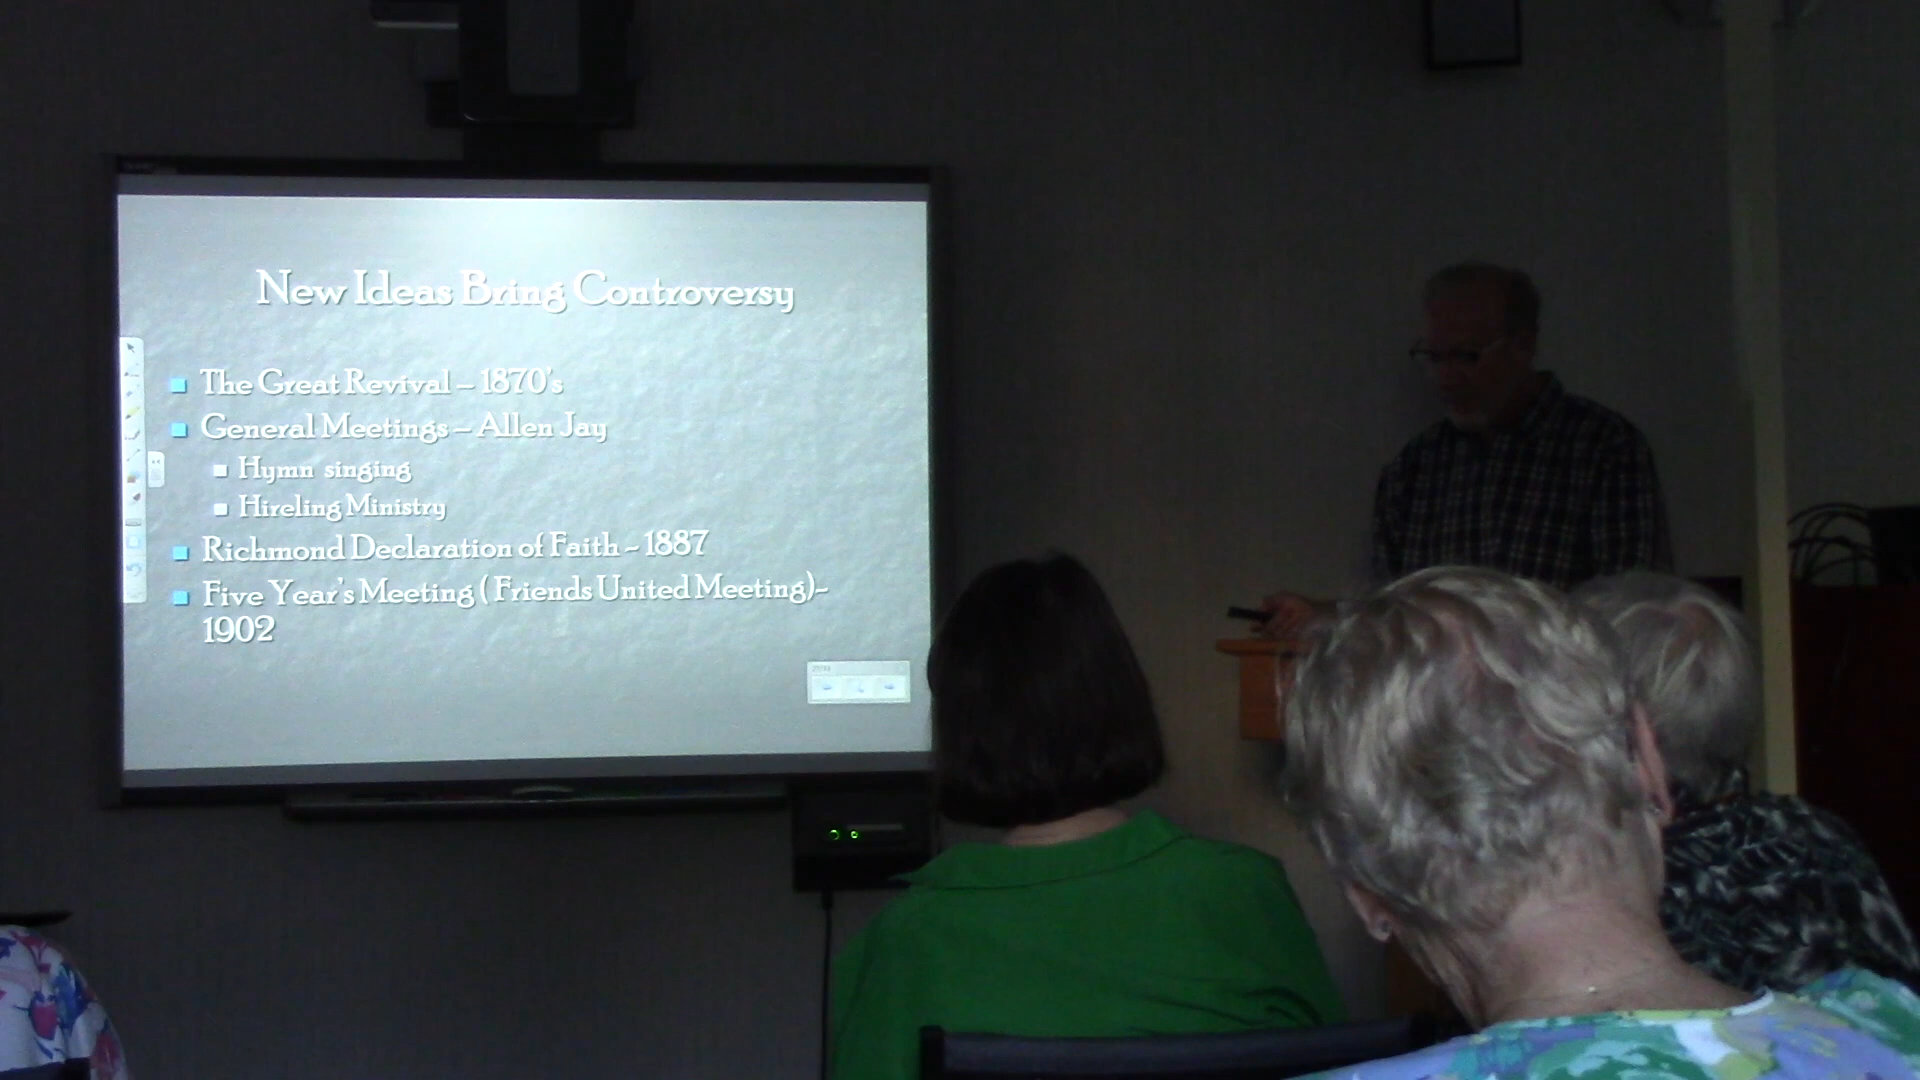 New Ideas Bring Controversy
The Great Revival – 1870's
General Meetings – Allen Jay
Hymn singing
Hireling Ministry
Richmond Declaration of Faith - 1887
Five Year's Meeting ( Friends United Meeting)-
1902